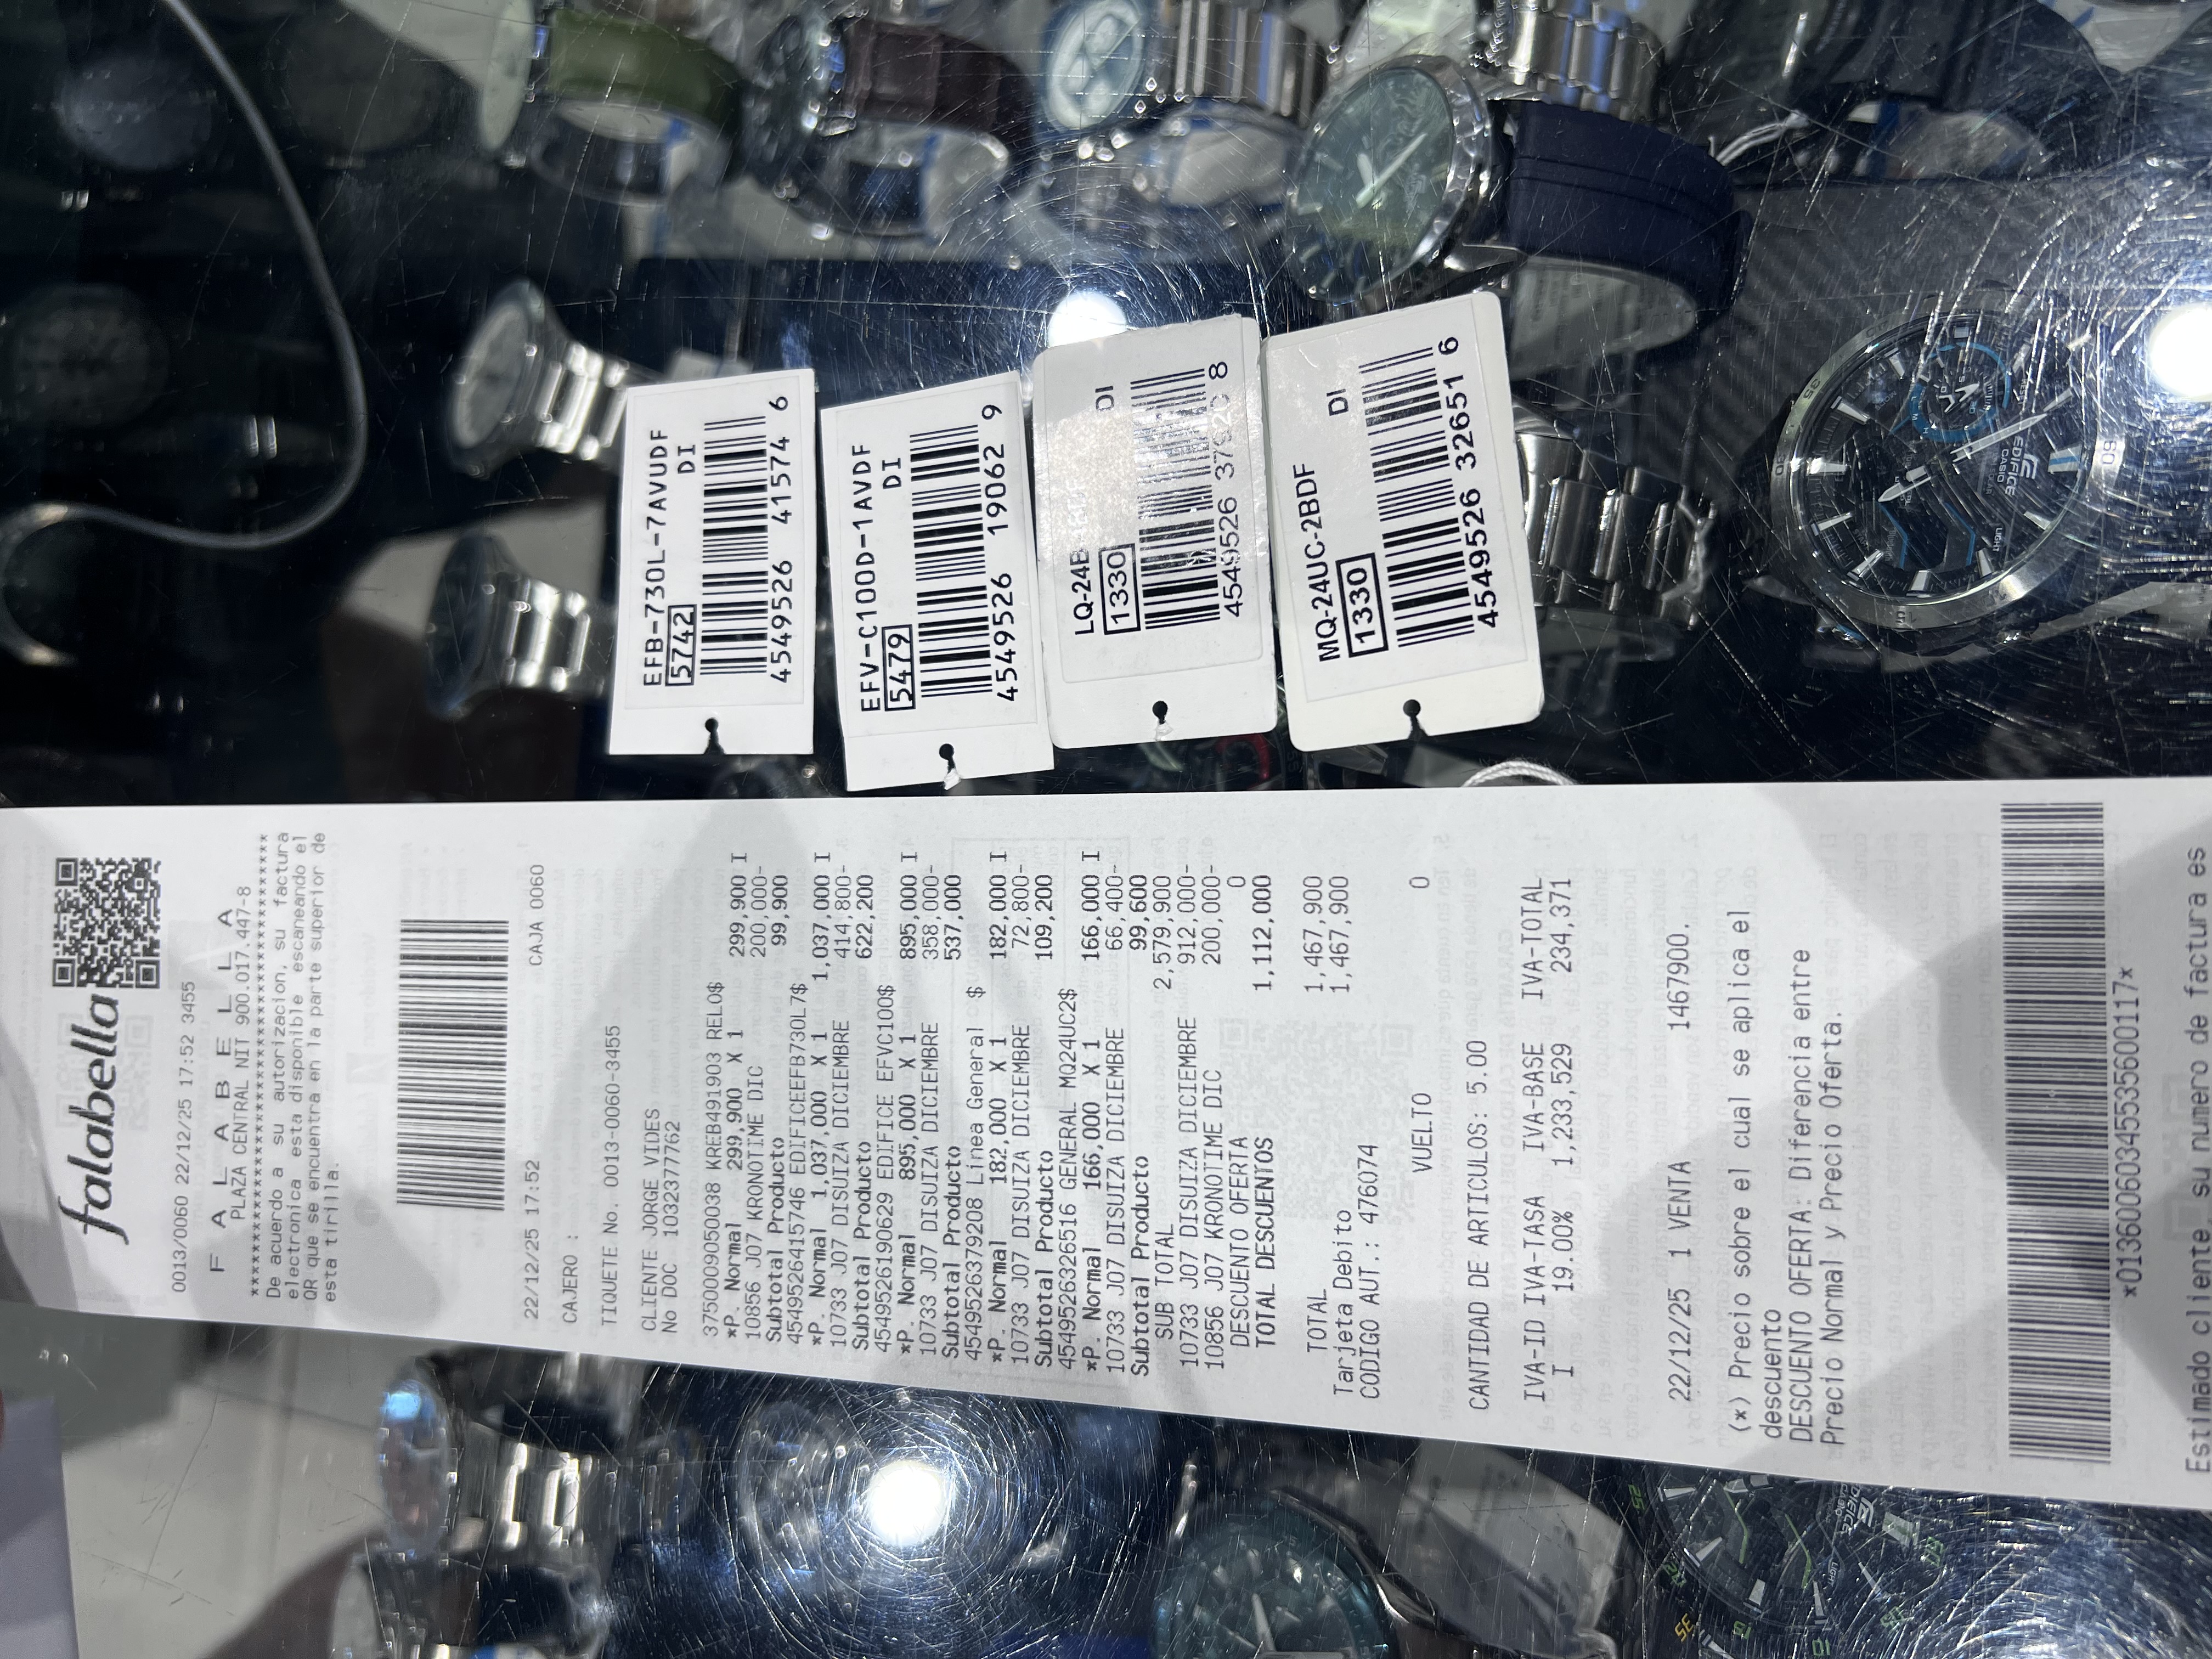 EFB-730L-7AVUDF
5742 DI
4549526 41574 6
EFV-C100D-1AVDF
5479 DI
4549526 19062 9
LQ-24B
1330 DI
4549526 8
MQ-24UC-2BDF
1330 DI
4549526 32651 6
falabella
0013/0060 22/12/25 17:52 3455
F A L A B E L L A
PLAZA CENTRAL NIT 900.017.447-8
****************************************
De acuerdo a su autorizacion, su factura
electronica esta disponible escaneando el
QR que se encuentra en la parte superior de
esta tirilla.
22/12/25 17:52 CAJA 0060
CAJERO :
TIQUETE No. 0013-0060-3455
CLIENTE JORGE VIDES
No DOC 1032377762
3750009050038 KREB491903 RELO$
*P. Normal 299,900 X 1 299,900 I
10856 J07 KRONOTIME DIC 200,000-
Subtotal Producto 99,900
4549526415746 EDIFICEEFB730L7$
*P. Normal 1,037,000 X 1 1,037,000 I
10733 J07 DISUIZA DICIEMBRE 414,800-
Subtotal Producto 622,200
4549526190629 EDIFICE EFVC100$
*P. Normal 895,000 X 1 895,000 I
10733 J07 DISUIZA DICIEMBRE 358,000-
Subtotal Producto 537,000
4549526379208 Linea General $
*P. Normal 182,000 X 1 182,000 I
10733 J07 DISUIZA DICIEMBRE 72,800-
Subtotal Producto 109,200
4549526326516 GENERAL MQ24UC2$
*P. Normal 166,000 X 1 166,000 I
10733 J07 DISUIZA DICIEMBRE 66,400-
Subtotal Producto 99,600
SUB TOTAL 2,579,900
10733 J07 DISUIZA DICIEMBRE 912,000-
10856 J07 KRONOTIME DIC 200,000-
DESCUENTO OFERTA 0
TOTAL DESCUENTOS 1,112,000
TOTAL 1,467,900
Tarjeta Debito 1,467,900
CODIGO AUT.: 476074
VUELTO 0
CANTIDAD DE ARTICULOS: 5.00
IVA-ID IVA-TASA IVA-BASE IVA-TOTAL
I 19.00% 1,233,529 234,371
22/12/25 1 VENTA 1467900.
(*) Precio sobre el cual se aplica el
descuento
DESCUENTO OFERTA: Diferencia entre
Precio Normal y Precio Oferta.
*01360060345535600117*
Estimado cliente su numero de factura es
EDIFICE
CASIO